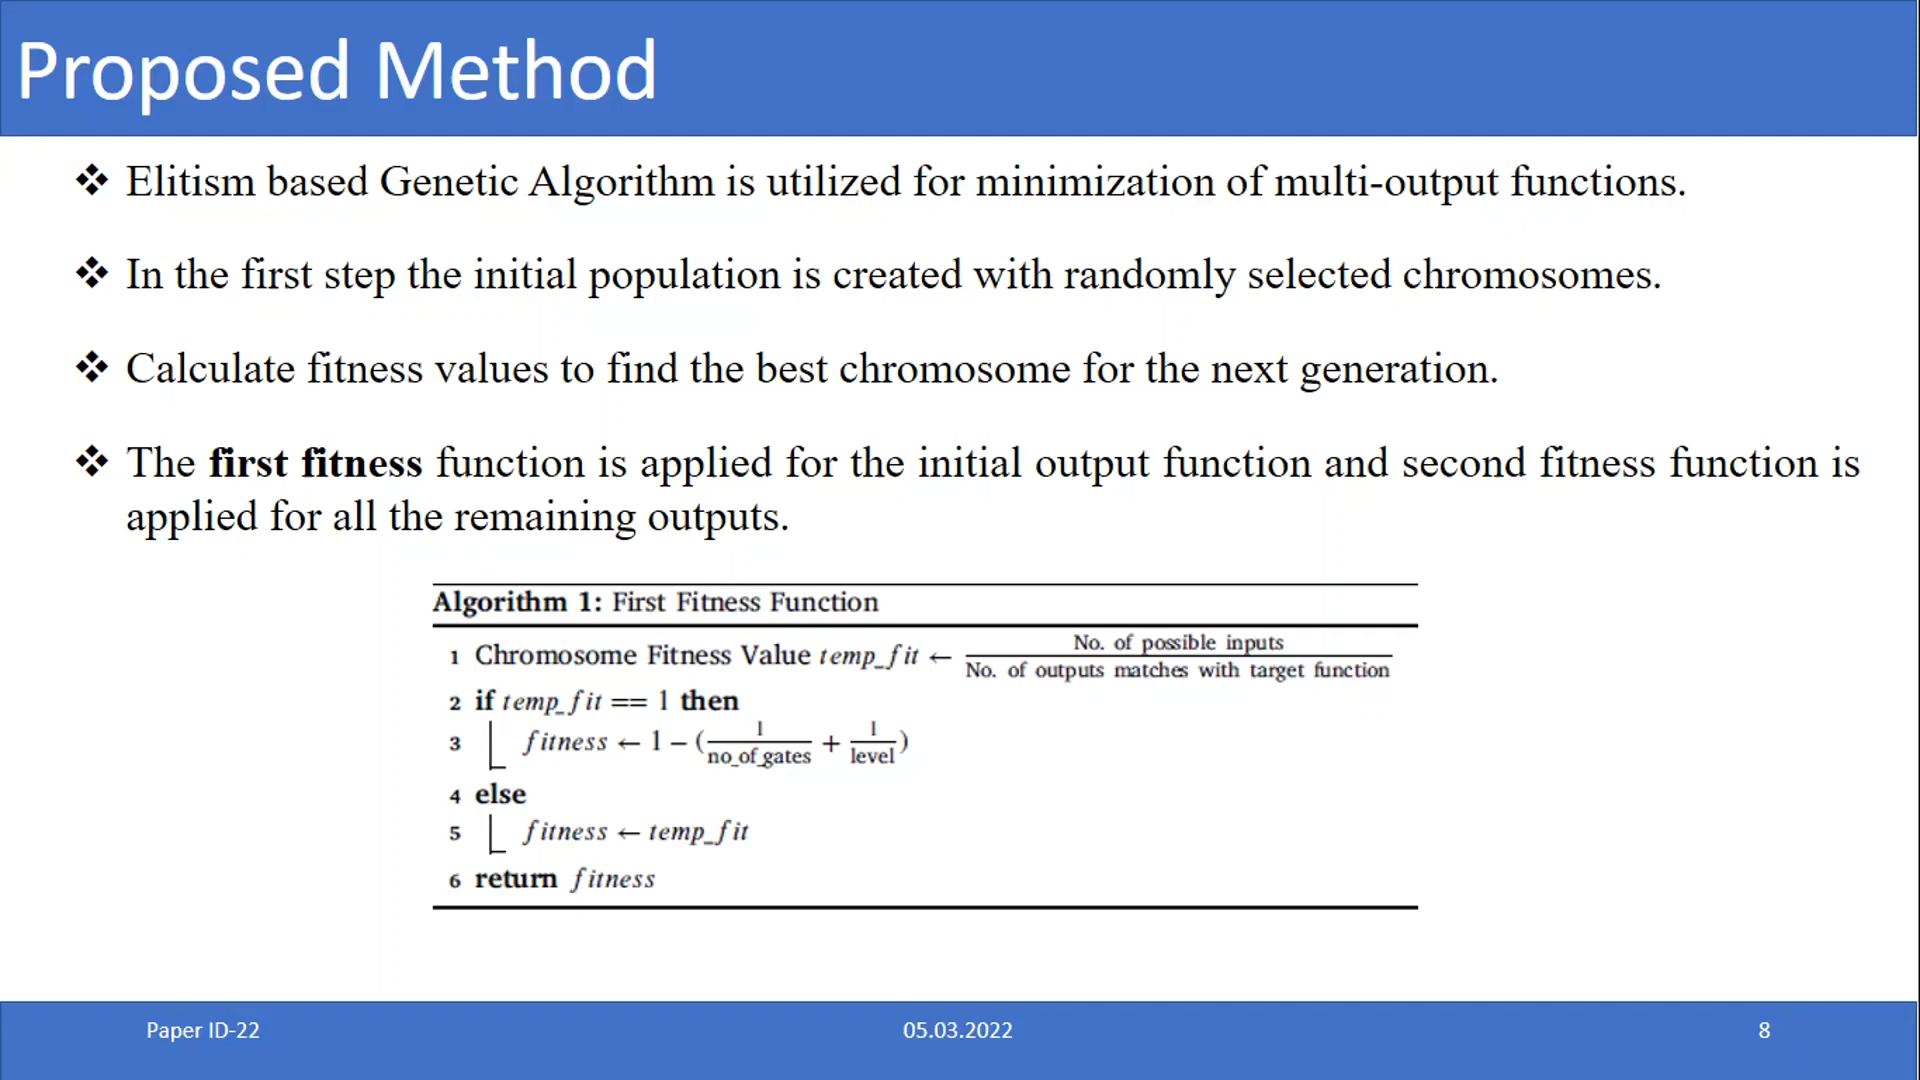 Proposed Method
❖ Elitism based Genetic Algorithm is utilized for minimization of multi-output functions.
❖ In the first step the initial population is created with randomly selected chromosomes.
❖ Calculate fitness values to find the best chromosome for the next generation.
❖ The first fitness function is applied for the initial output function and second fitness function is
applied for all the remaining outputs.
Algorithm 1: First Fitness Function
1 Chromosome Fitness Value temp_fit ← No. of possible inputs / No. of outputs matches with target function
2 if temp_fit == 1 then
3 fitness ← 1 − (1/no_of_gates + 1/level)
4 else
5 fitness ← temp_fit
6 return fitness
Paper ID-22 05.03.2022 8